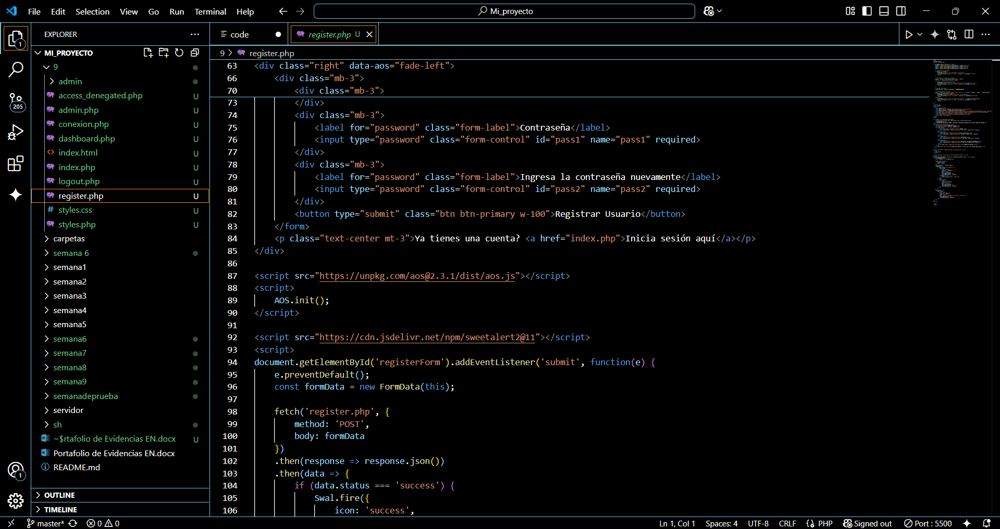 File Edit Selection View Go Run Terminal Help
Mi_proyecto
EXPLORER
MI_PROYECTO
9
admin
access_denegated.php U
admin.php U
conexion.php U
dashboard.php U
index.html U
index.php U
logout.php U
register.php U
styles.css U
styles.php U
carpetas
semana 6
semana1
semana2
semana3
semana4
semana5
semana6
semana7
semana8
semana9
semanadeprueba
servidor
sh
~$rtafolio de Evidencias EN.docx U
Portafolio de Evidencias EN.docx
README.md
OUTLINE
TIMELINE
1
205
1
code
register.php U
9 > register.php
63 <div class="right" data-aos="fade-left">
66 <div class="mb-3">
70 <div class="mb-3">
73 </div>
74 <div class="mb-3">
75 <label for="password" class="form-label">Contraseña</label>
76 <input type="password" class="form-control" id="pass1" name="pass1" required>
77 </div>
78 <div class="mb-3">
79 <label for="password" class="form-label">Ingresa la contraseña nuevamente</label>
80 <input type="password" class="form-control" id="pass2" name="pass2" required>
81 </div>
82 <button type="submit" class="btn btn-primary w-100">Registrar Usuario</button>
83 </form>
84 <p class="text-center mt-3">Ya tienes una cuenta? <a href="index.php">Inicia sesión aquí</a></p>
85 </div>
86
87 <script src="https://unpkg.com/aos@2.3.1/dist/aos.js"></script>
88 <script>
89 AOS.init();
90 </script>
91
92 <script src="https://cdn.jsdelivr.net/npm/sweetalert2@11"></script>
93 <script>
94 document.getElementById('registerForm').addEventListener('submit', function(e) {
95 e.preventDefault();
96 const formData = new FormData(this);
97
98 fetch('register.php', {
99 method: 'POST',
100 body: formData
101 })
102 .then(response => response.json())
103 .then(data => {
104 if (data.status === 'success') {
105 Swal.fire({
106 icon: 'success',
master* 0 0 Ln 1, Col 1 Spaces: 4 UTF-8 CRLF PHP Signed out Port : 5500